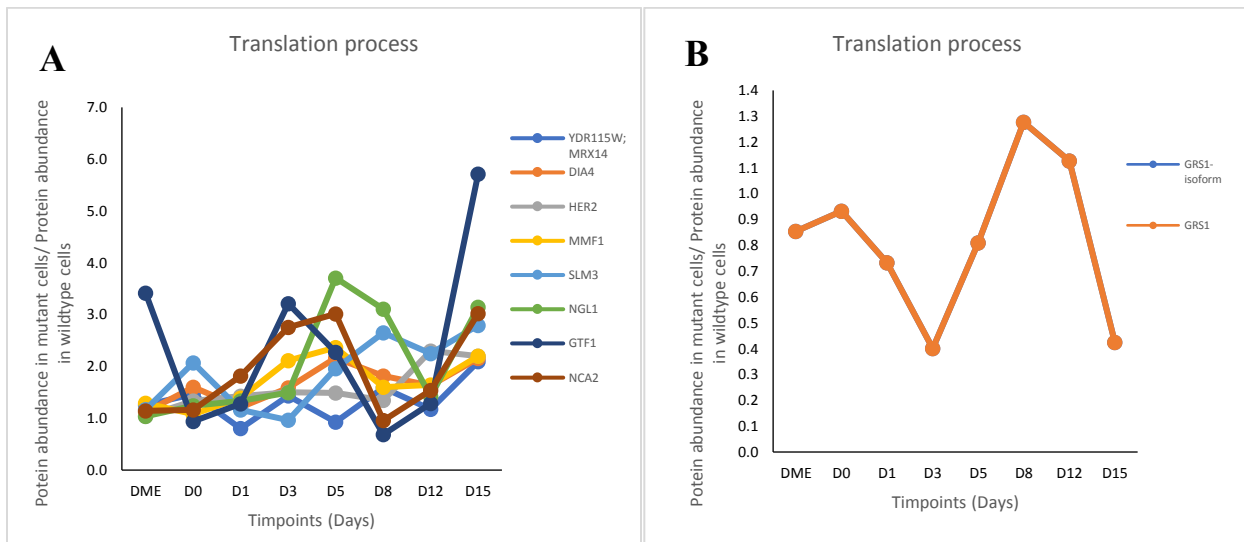 A
Translation process
Potein abundance in mutant cells/ Protein abundance
in wildtype cells
7.0
6.0
5.0
4.0
3.0
2.0
1.0
0.0
DME D0 D1 D3 D5 D8 D12 D15
Timpoints (Days)
YDR115W;
MRX14
DIA4
HER2
MMF1
SLM3
NGL1
GTF1
NCA2
B
Translation process
Potein abundance in mutant cells/ Protein abundance
in wildtype cells
1.4
1.3
1.2
1.1
1.0
0.9
0.8
0.7
0.6
0.5
0.4
0.3
0.2
0.1
0.0
DME D0 D1 D3 D5 D8 D12 D15
Timpoints (Days)
GRS1-
isoform
GRS1